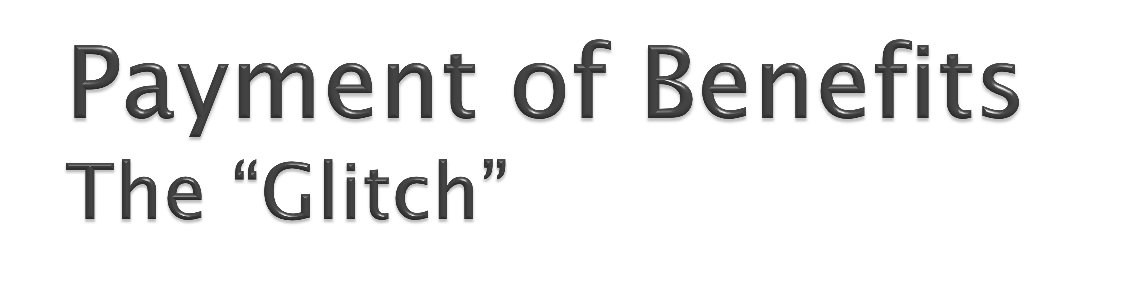 Payment of Benefits
The “Glitch”